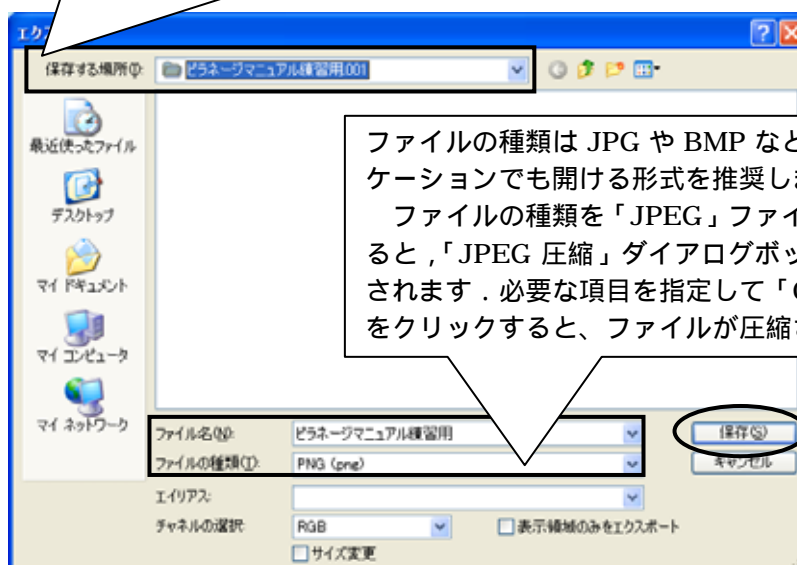 エク
保存する場所(I):
ピラネージマニュアル練習用.001
最近使ったファイル
デスクトップ
マイ ドキュメント
マイ コンピュータ
マイ ネットワーク
ファイルの種類は JPG や BMP など
ケーションでも開ける形式を推奨しま
ファイルの種類を「JPEG」ファイ
ると,「JPEG 圧縮」ダイアログボッ
されます．必要な項目を指定して「O
をクリックすると、ファイルが圧縮さ
ファイル名(N): ピラネージマニュアル練習用 保存(S)
ファイルの種類(T): PNG (png) キャンセル
エイリアス:
チャネルの選択: RGB 表示領域のみをエクスポート
サイズ変更